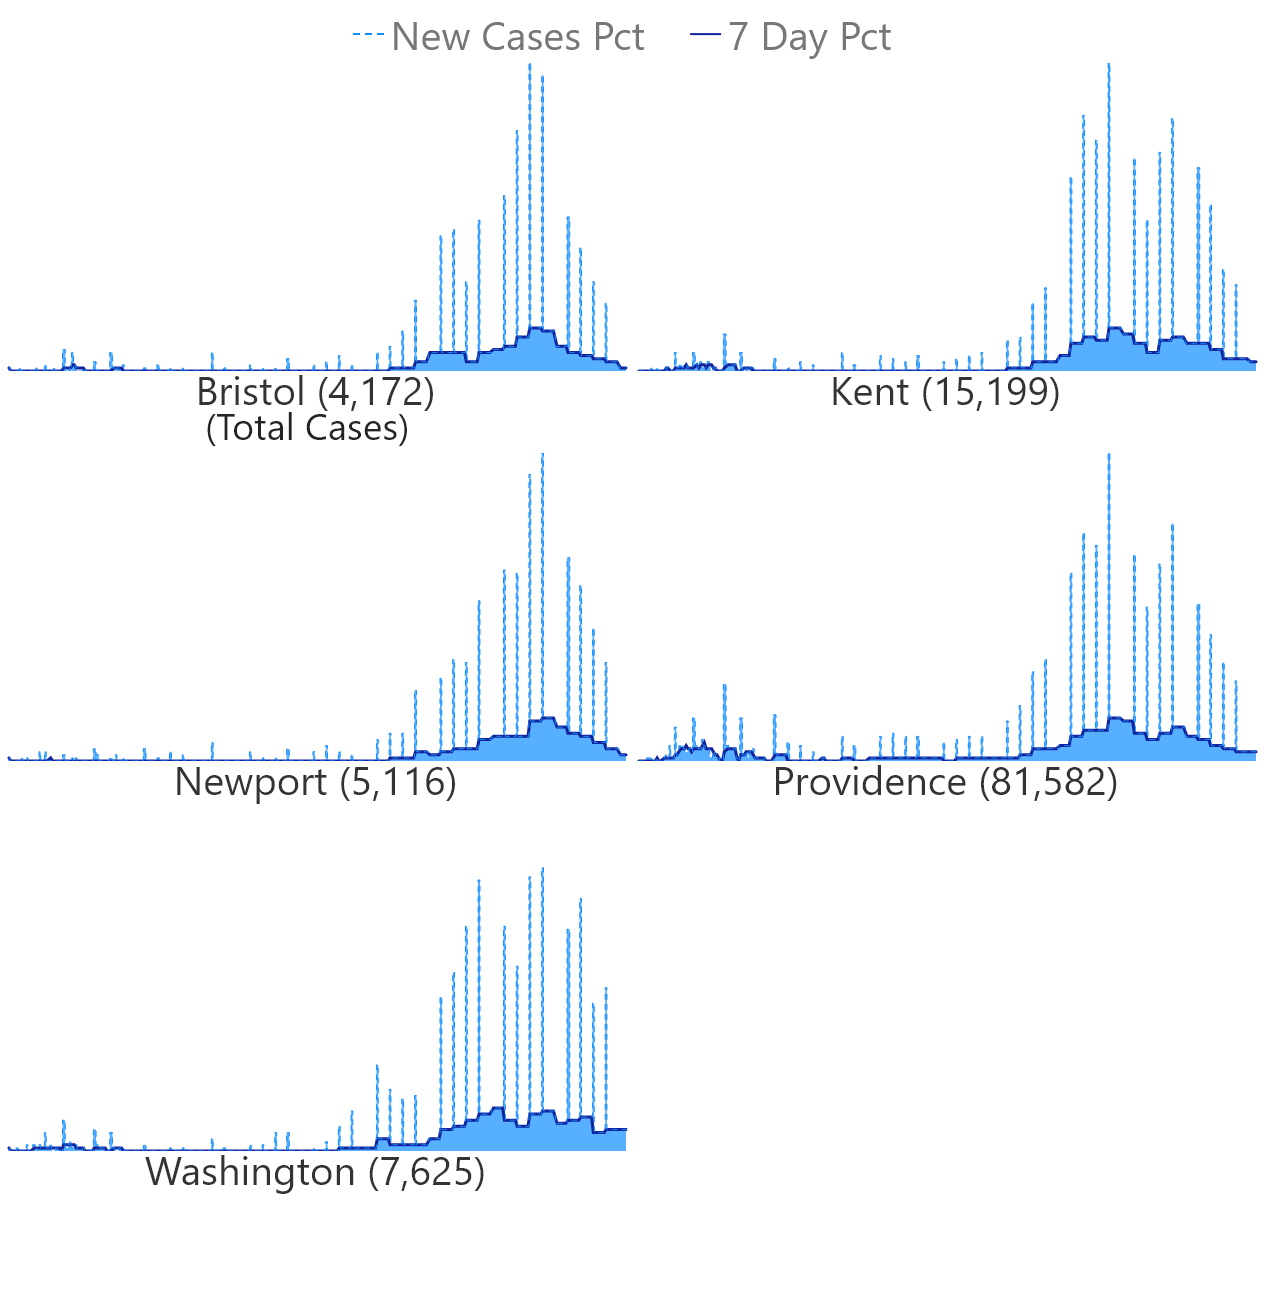 New Cases Pct 7 Day Pct
Bristol (4,172)
(Total Cases)
Kent (15,199)
Newport (5,116)
Providence (81,582)
Washington (7,625)